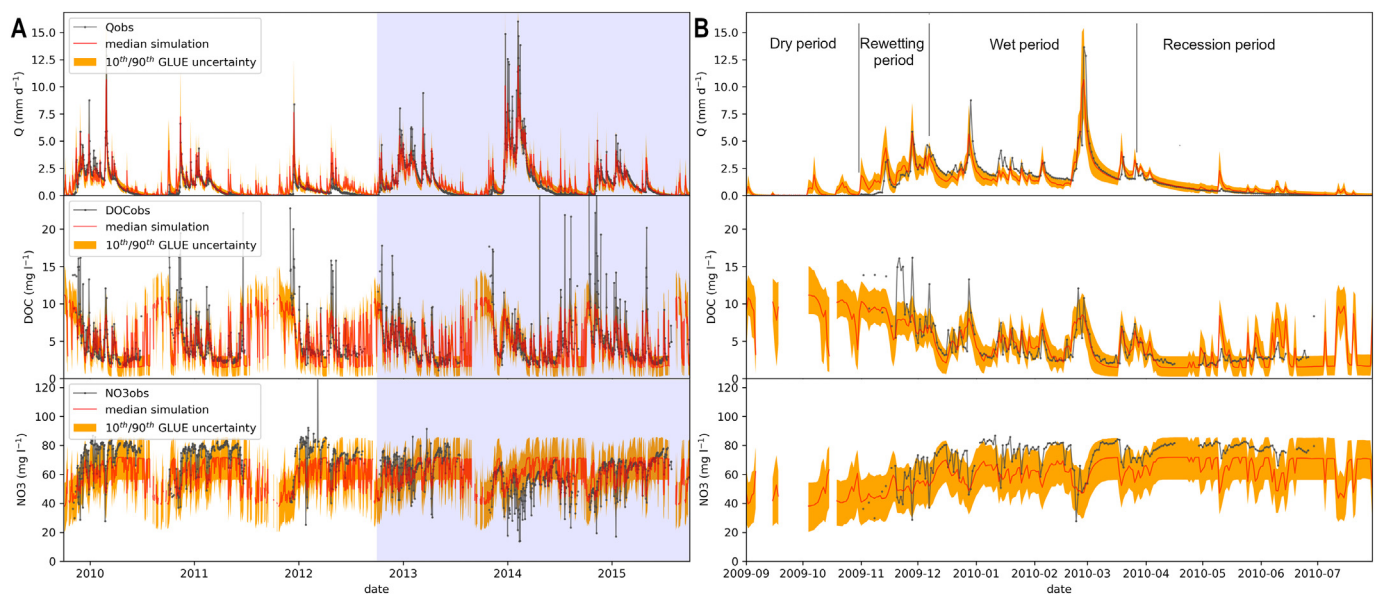 A
Q (mm d⁻¹)
15.0
12.5
10.0
7.5
5.0
2.5
0.0
Qobs
median simulation
10th/90th GLUE uncertainty
DOC (mg l⁻¹)
20
15
10
5
0
DOCobs
median simulation
10th/90th GLUE uncertainty
NO3 (mg l⁻¹)
120
100
80
60
40
20
0
NO3obs
median simulation
10th/90th GLUE uncertainty
2010 2011 2012 2013 2014 2015
date
B
Q (mm d⁻¹)
15.0
12.5
10.0
7.5
5.0
2.5
0.0
Dry period
Rewetting
period
Wet period
Recession period
DOC (mg l⁻¹)
20
15
10
5
0
NO3 (mg l⁻¹)
120
100
80
60
40
20
0
2009-09 2009-10 2009-11 2009-12 2010-01 2010-02 2010-03 2010-04 2010-05 2010-06 2010-07
date